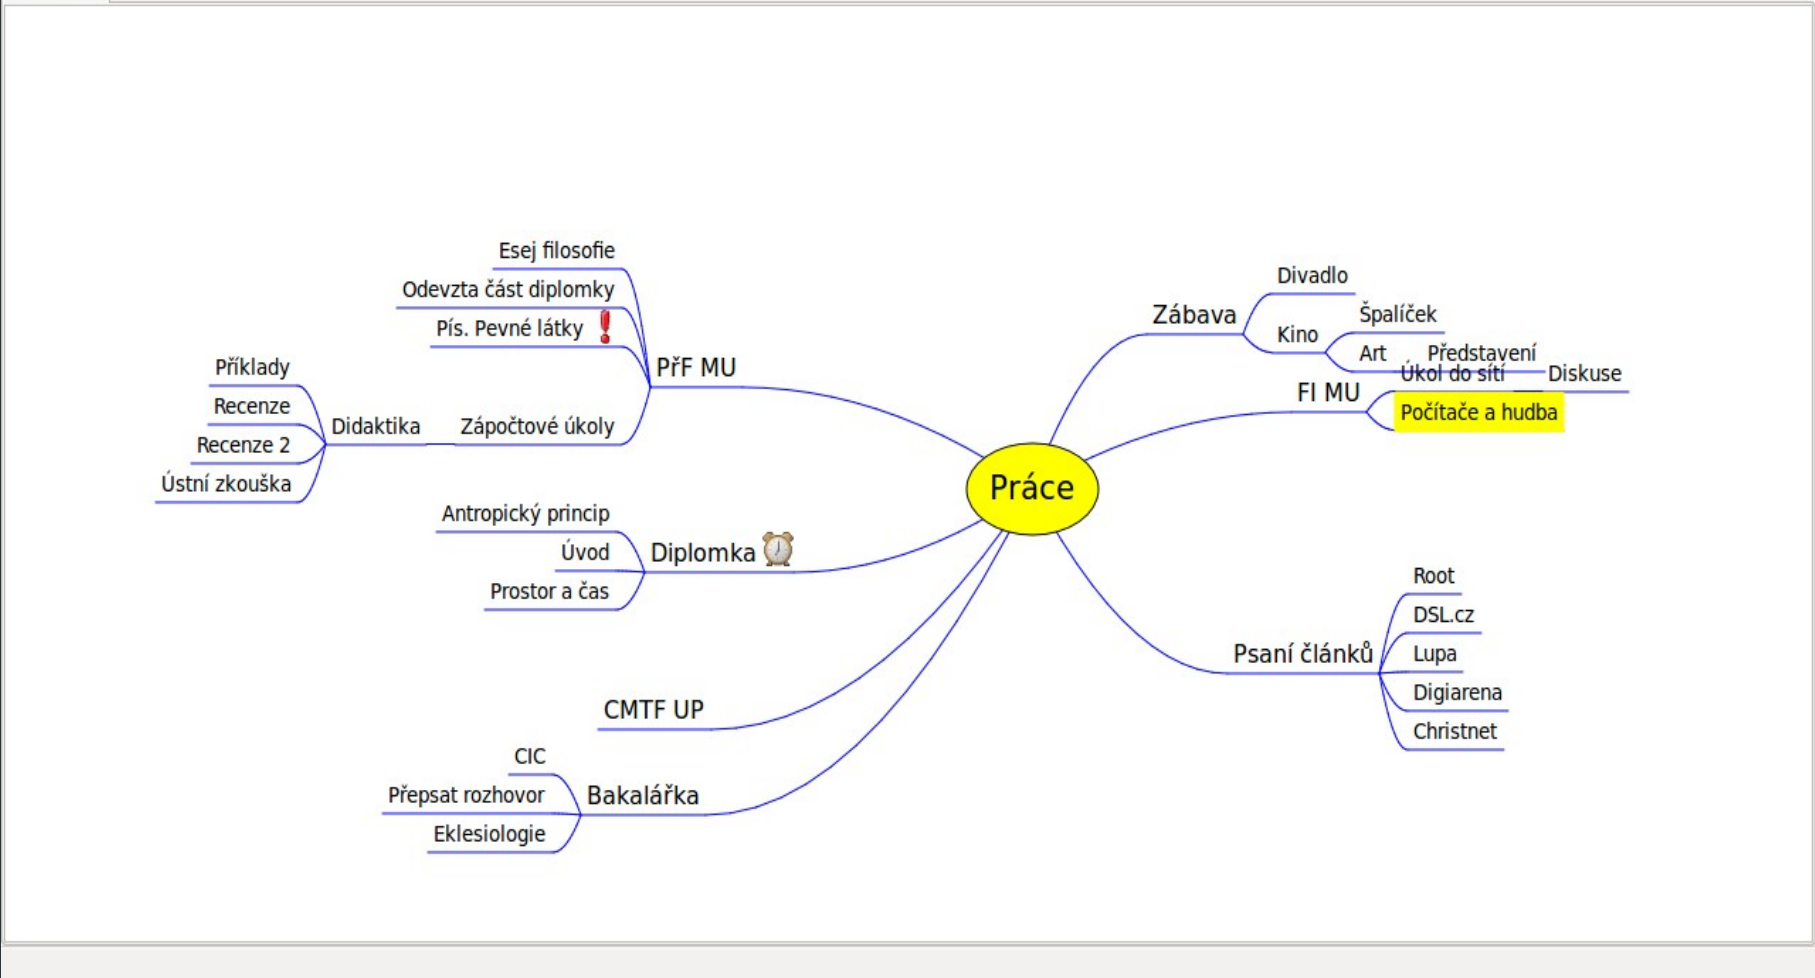 Práce
PřF MU
Esej filosofie
Odevzta část diplomky
Pís. Pevné látky
Zápočtové úkoly
Didaktika
Příklady
Recenze
Recenze 2
Ústní zkouška
Diplomka
Antropický princip
Úvod
Prostor a čas
CMTF UP
Bakalářka
CIC
Přepsat rozhovor
Eklesiologie
Zábava
Divadlo
Kino
Špalíček
Art
Představení
FI MU
Úkol do sítí
Diskuse
Počítače a hudba
Psaní článků
Root
DSL.cz
Lupa
Digiarena
Christnet